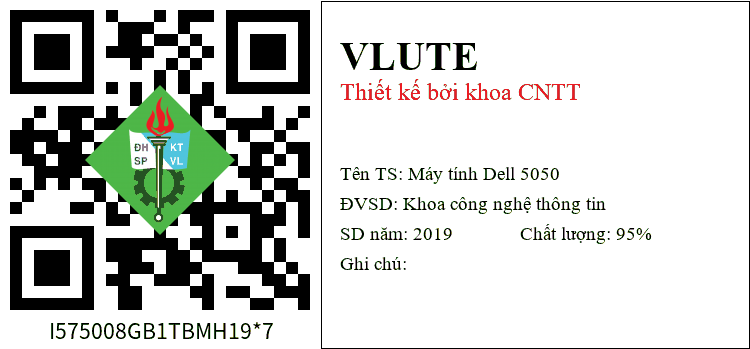 ĐH KT
SP VL
I575008GB1TBMH19*7
VLUTE
Thiết kế bởi khoa CNTT
Tên TS: Máy tính Dell 5050
ĐVSD: Khoa công nghệ thông tin
SD năm: 2019 Chất lượng: 95%
Ghi chú: